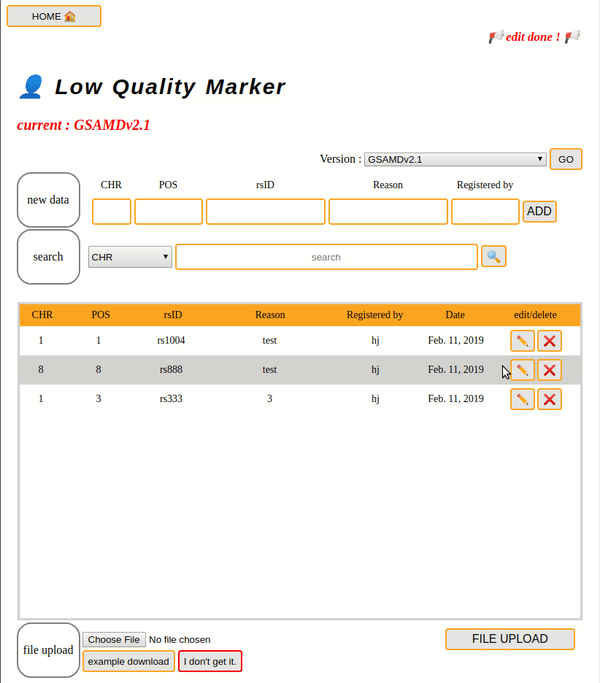 HOME
edit done !
Low Quality Marker
current : GSAMDv2.1
Version : GSAMDv2.1 GO
new data
CHR POS rsID Reason Registered by
ADD
search CHR search
CHR POS rsID Reason Registered by Date edit/delete
1 1 rs1004 test hj Feb. 11, 2019
8 8 rs888 test hj Feb. 11, 2019
1 3 rs333 3 hj Feb. 11, 2019
file upload
Choose File No file chosen
FILE UPLOAD
example download I don't get it.